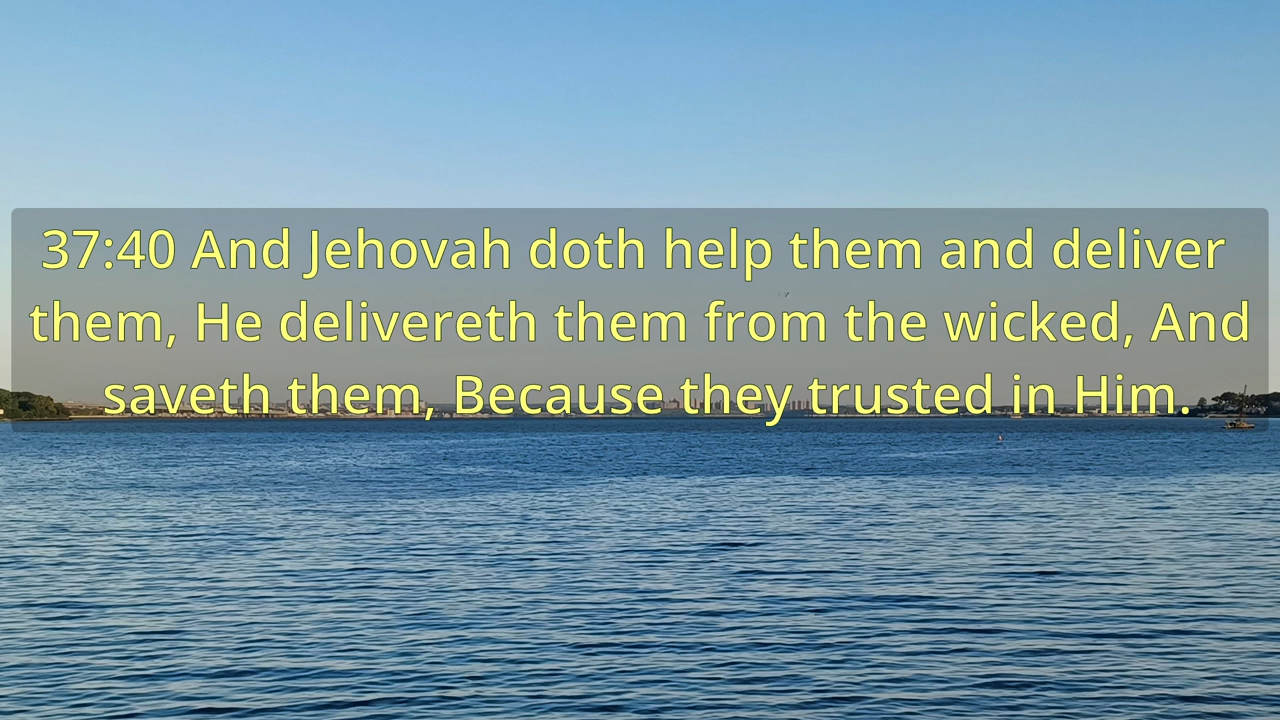 37:40 And Jehovah doth help them and deliver
them, He delivereth them from the wicked, And
saveth them, Because they trusted in Him.